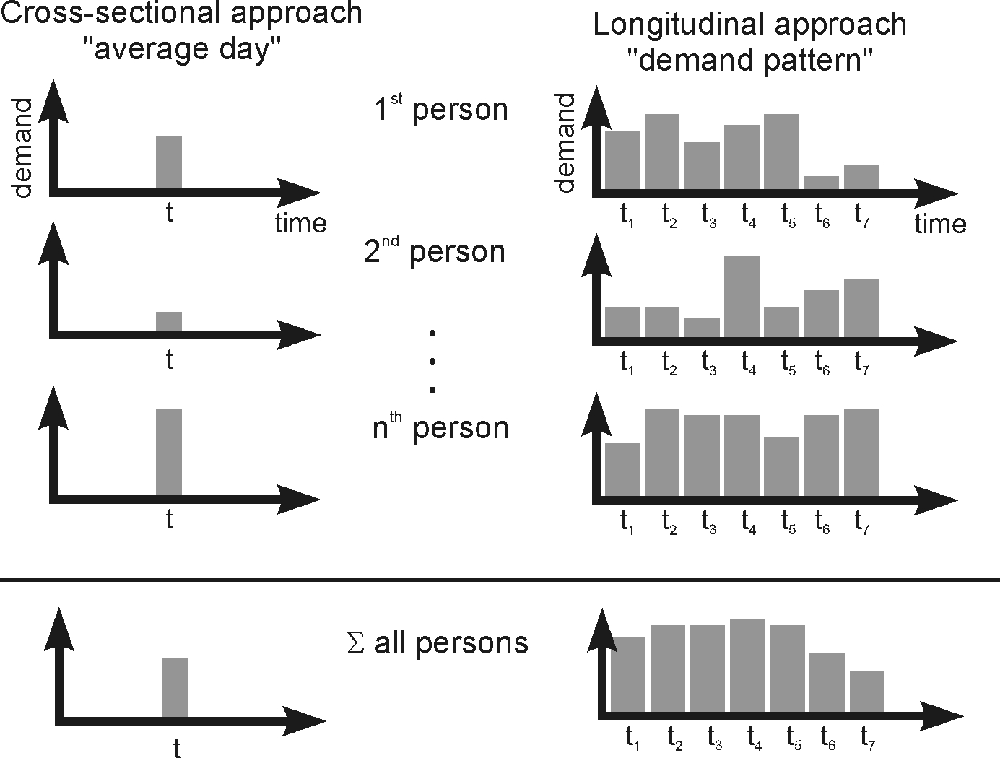 Cross-sectional approach
"average day"
Longitudinal approach
"demand pattern"
demand
t
time
1st person
demand
t1 t2 t3 t4 t5 t6 t7
time
t
2nd person
t1 t2 t3 t4 t5 t6 t7
t
nth person
t1 t2 t3 t4 t5 t6 t7
t
Σ all persons
t1 t2 t3 t4 t5 t6 t7